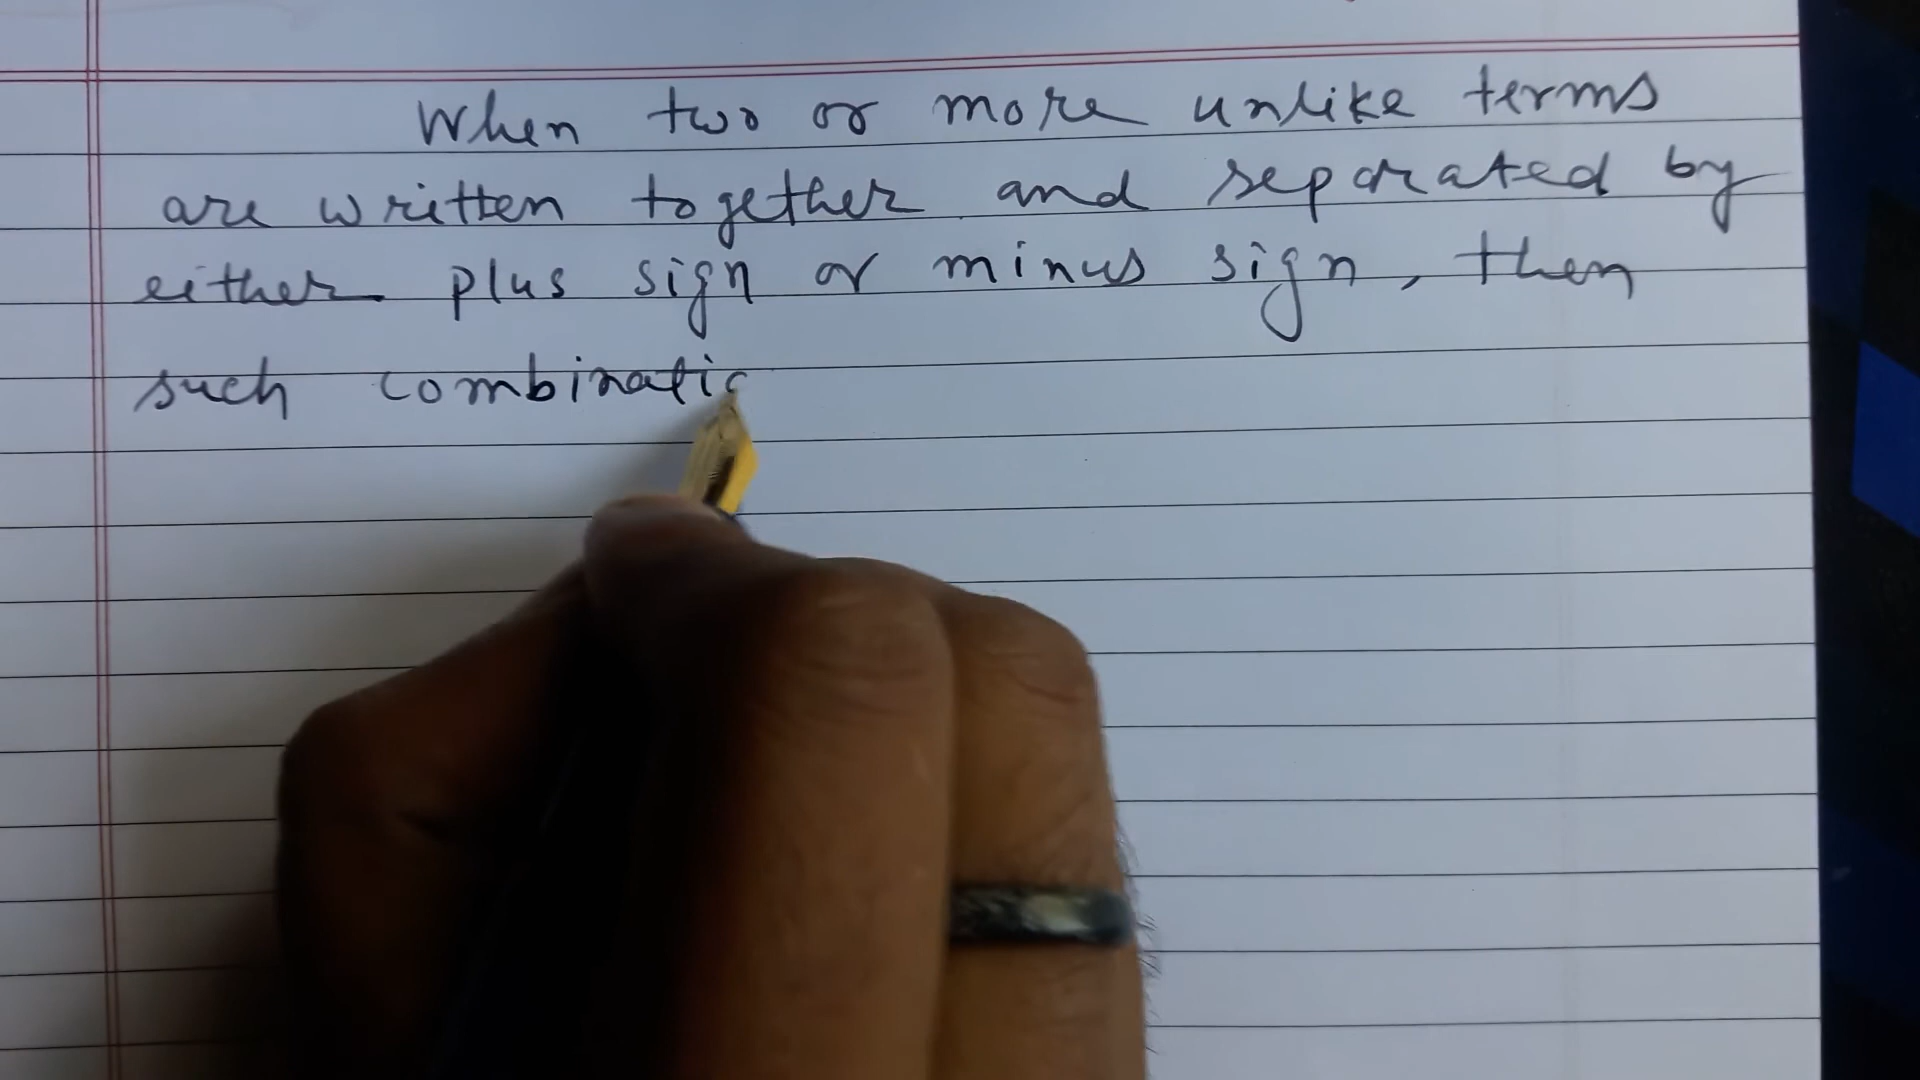 When two or more unlike terms
are written together and separated by
either plus sign or minus sign, then
such combinatio